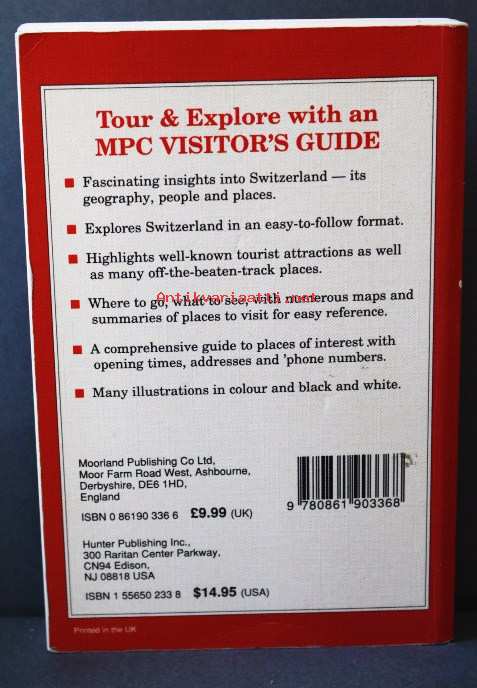 Tour & Explore with an
MPC VISITOR'S GUIDE
Fascinating insights into Switzerland — its
geography, people and places.
Explores Switzerland in an easy-to-follow format.
Highlights well-known tourist attractions as well
as many off-the-beaten-track places.
Where to go, what to see, with numerous maps and
summaries of places to visit for easy reference.
Antikvariaatti.net
A comprehensive guide to places of interest with
opening times, addresses and 'phone numbers.
Many illustrations in colour and black and white.
Moorland Publishing Co Ltd,
Moor Farm Road West, Ashbourne,
Derbyshire, DE6 1HD,
England
ISBN 0 86190 336 6 £9.99 (UK)
9 780861 903368
Hunter Publishing Inc.,
300 Raritan Center Parkway,
CN94 Edison,
NJ 08818 USA
ISBN 1 55650 233 8 $14.95 (USA)
Printed in the UK